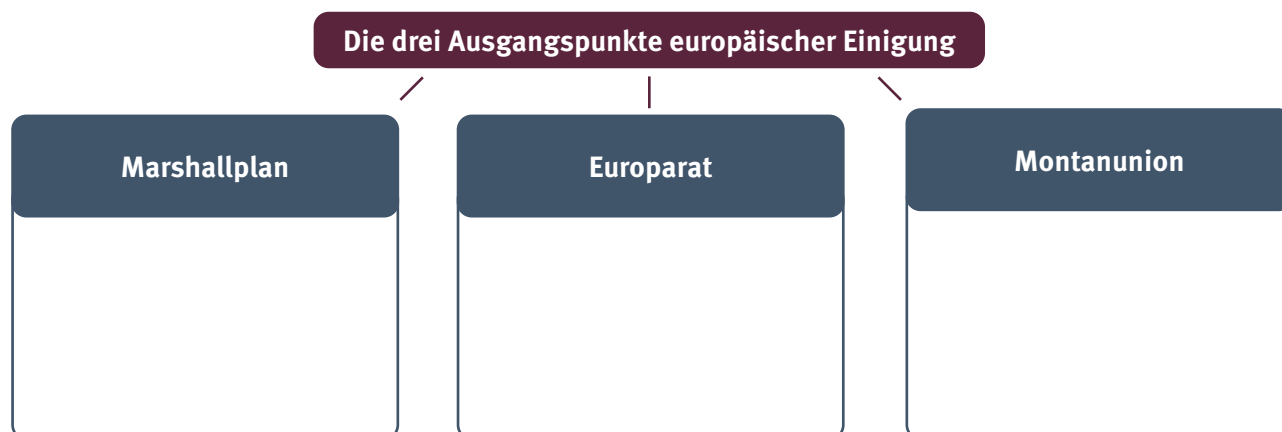 Die drei Ausgangspunkte europäischer Einigung
Marshallplan
Europarat
Montanunion